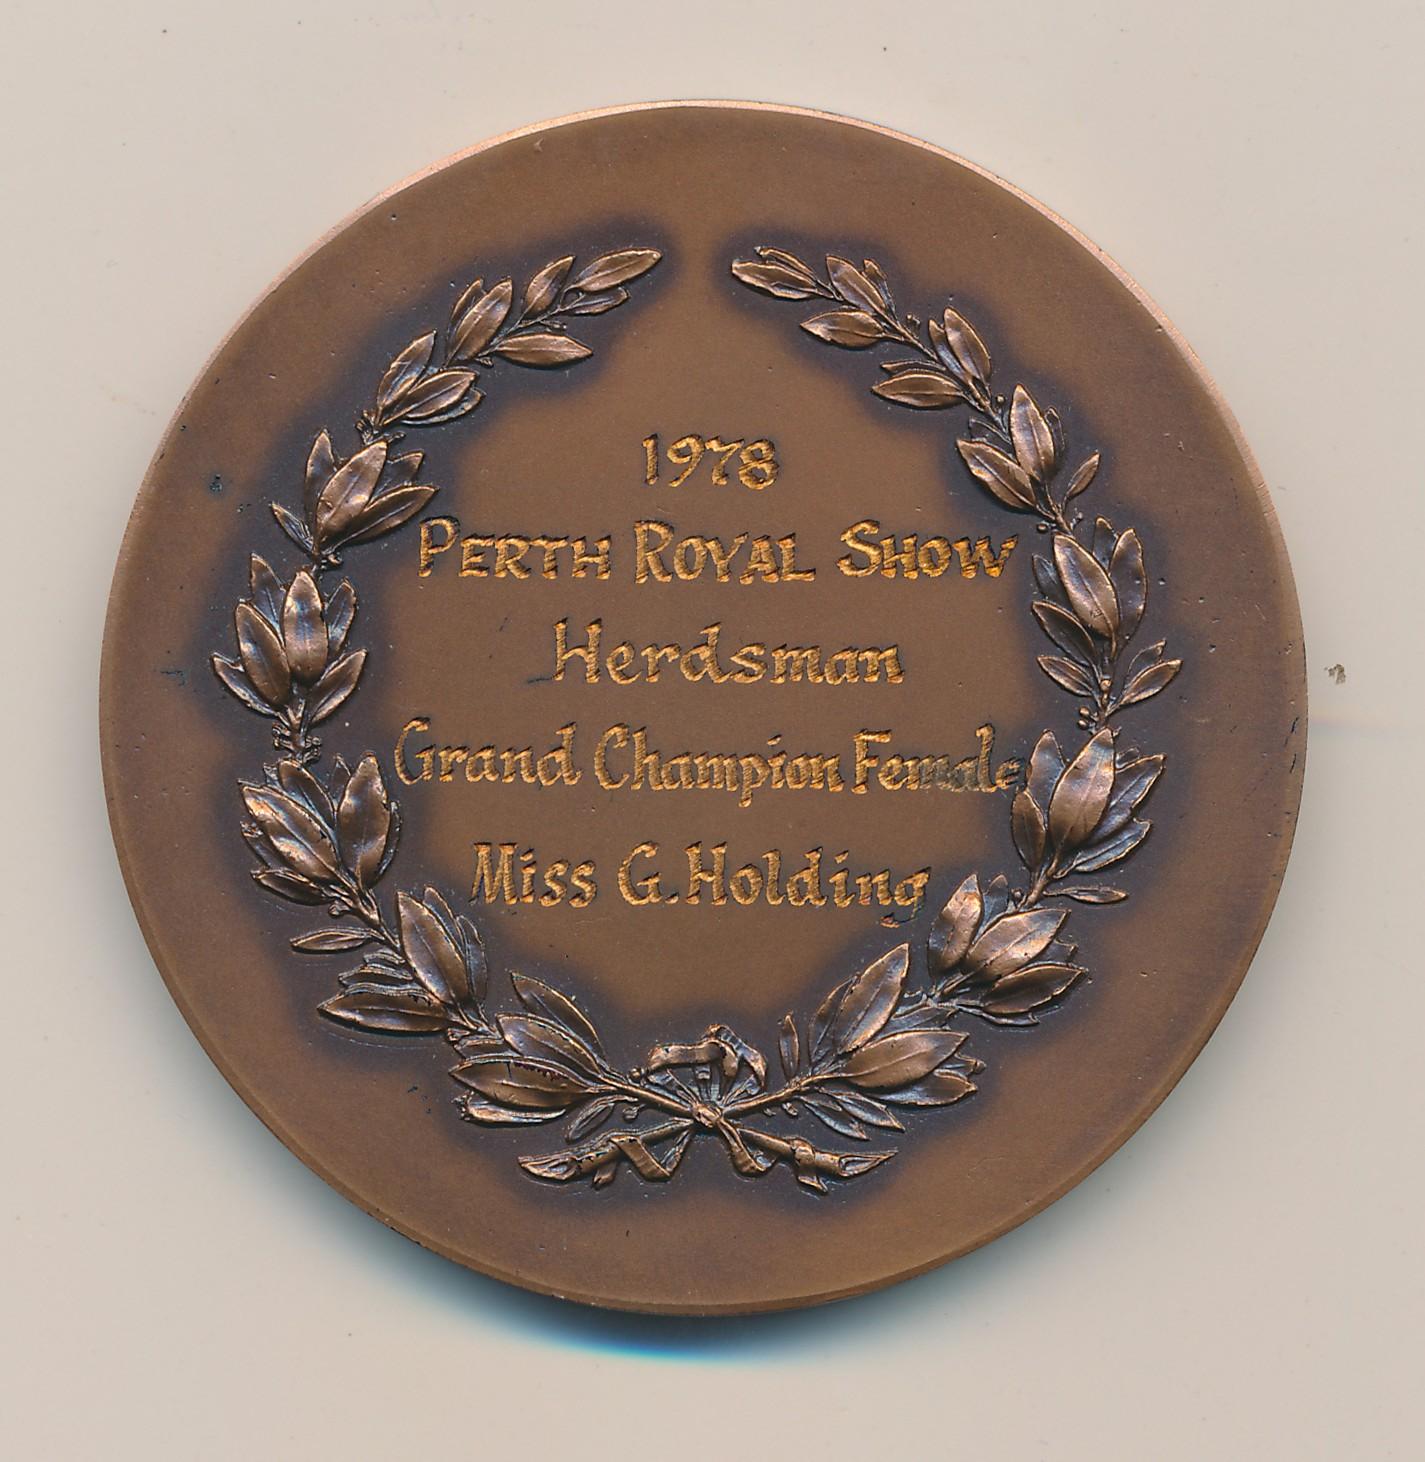 1978
PERTH ROYAL SHOW
Herdsman
Grand Champion Female
Miss G. Holding